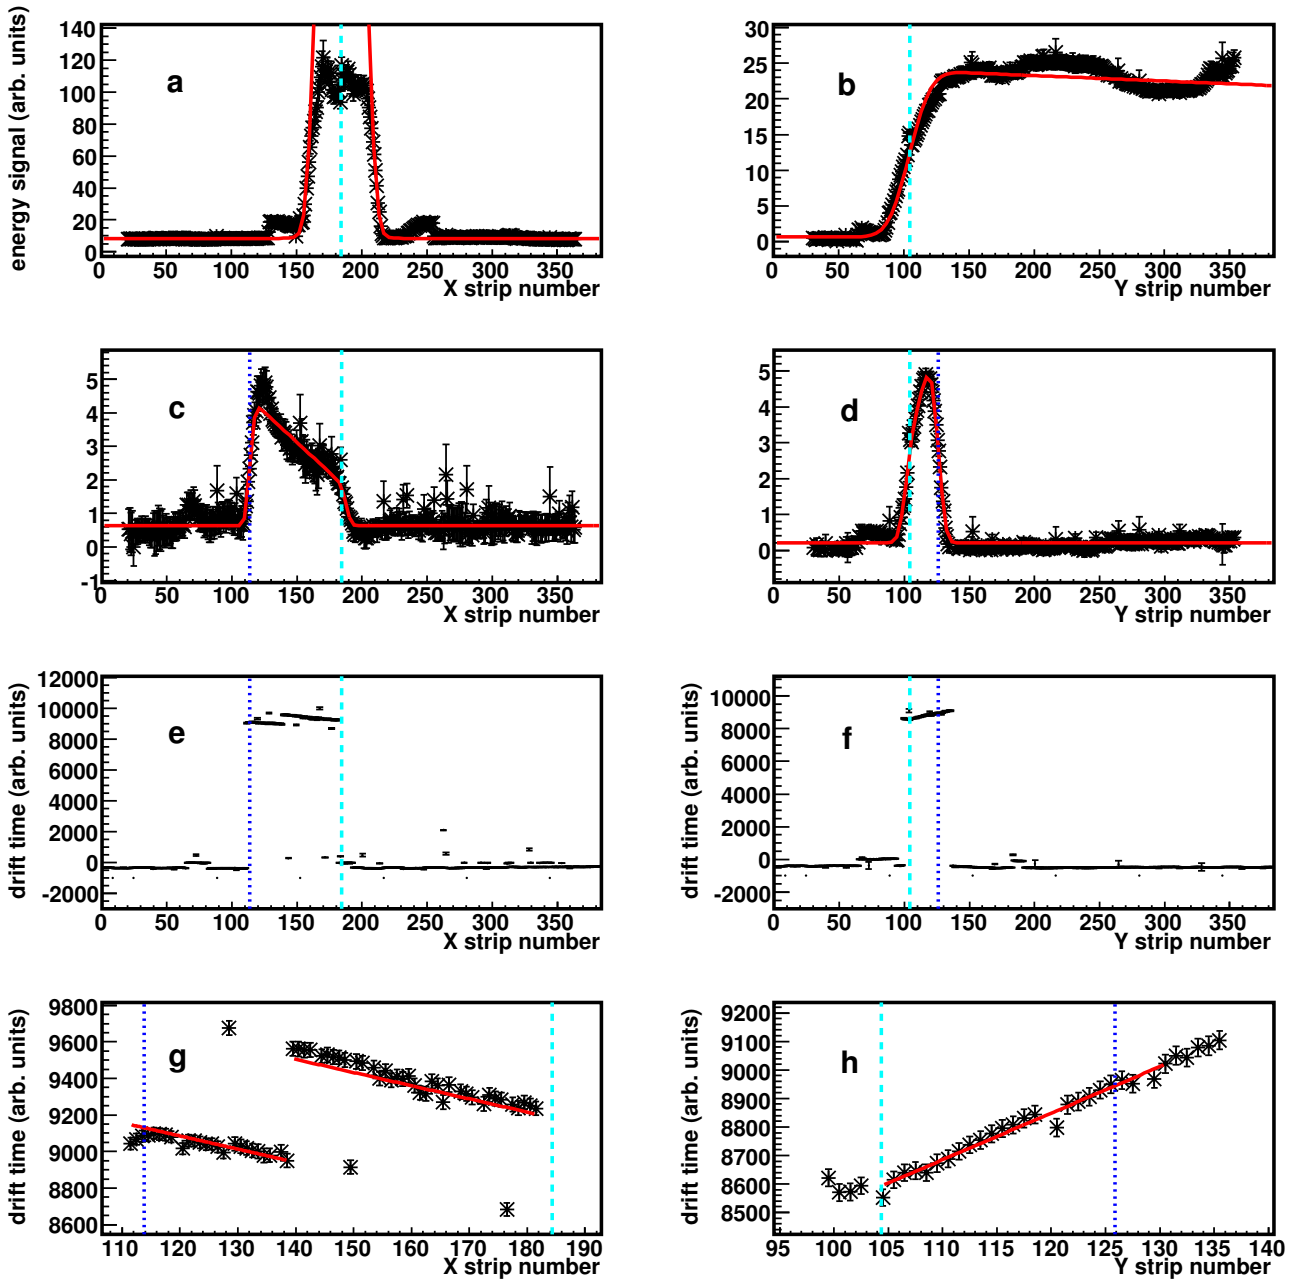 energy signal (arb. units)
140
120
100
80
60
40
20
0
a
0 50 100 150 200 250 300 350
X strip number
30
25
20
15
10
5
0
b
0 50 100 150 200 250 300 350
Y strip number
5
4
3
2
1
0
-1
c
0 50 100 150 200 250 300 350
X strip number
5
4
3
2
1
0
d
0 50 100 150 200 250 300 350
Y strip number
drift time (arb. units)
12000
10000
8000
6000
4000
2000
0
-2000
e
0 50 100 150 200 250 300 350
X strip number
drift time (arb. units)
10000
8000
6000
4000
2000
0
-2000
f
0 50 100 150 200 250 300 350
Y strip number
drift time (arb. units)
9800
9600
9400
9200
9000
8800
8600
g
110 120 130 140 150 160 170 180 190
X strip number
drift time (arb. units)
9200
9100
9000
8900
8800
8700
8600
8500
h
95 100 105 110 115 120 125 130 135 140
Y strip number